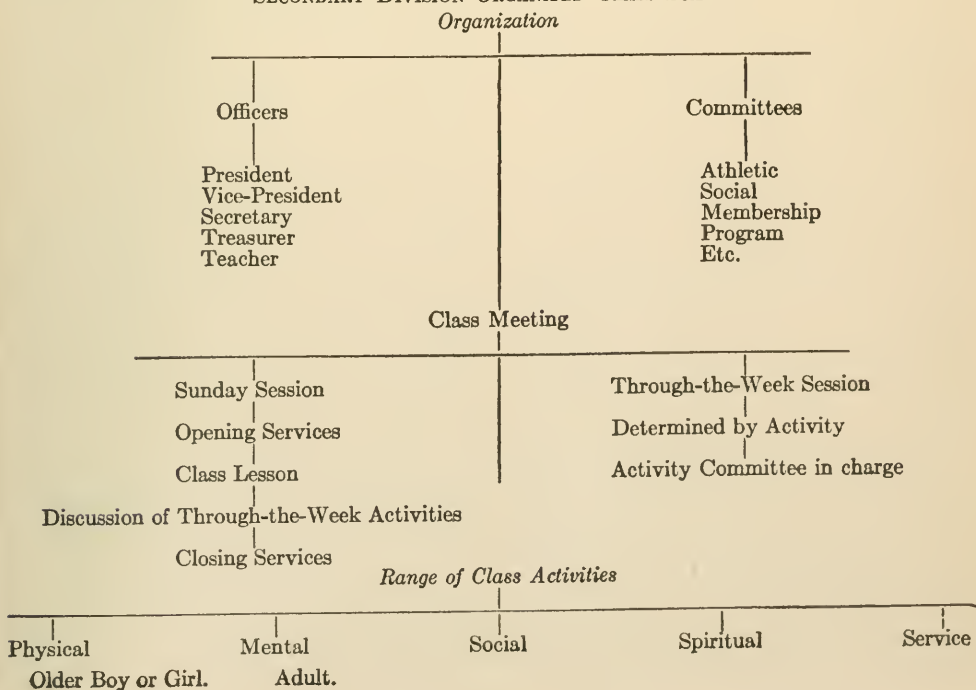 Organization
Officers
President
Vice-President
Secretary
Treasurer
Teacher
Committees
Athletic
Social
Membership
Program
Etc.
Class Meeting
Sunday Session
Opening Services
Class Lesson
Discussion of Through-the-Week Activities
Closing Services
Through-the-Week Session
Determined by Activity
Activity Committee in charge
Range of Class Activities
Physical Mental Social Spiritual Service
Older Boy or Girl. Adult.